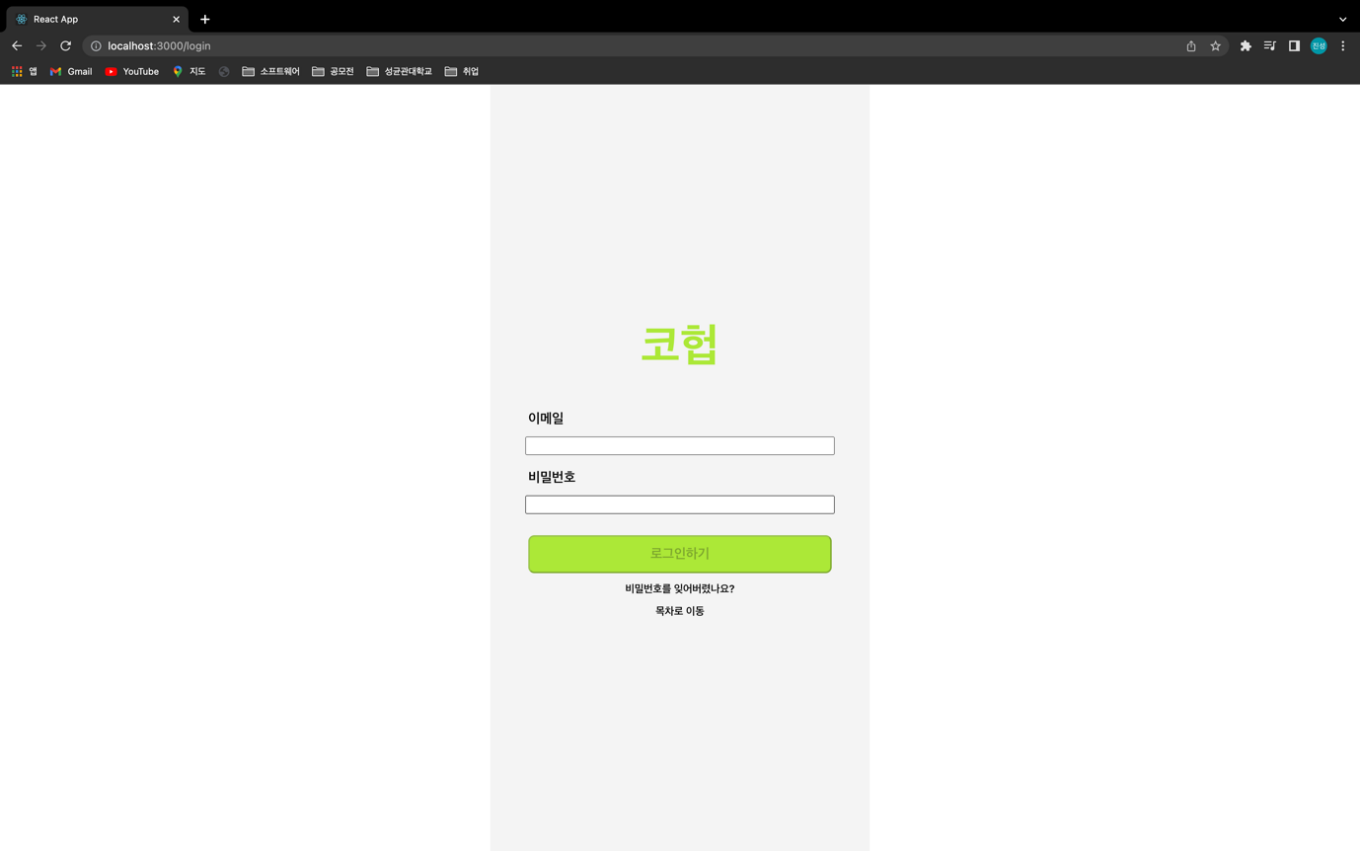 React App
localhost:3000/login
진성
앱 Gmail YouTube 지도 소프트웨어 공모전 성균관대학교 취업
코헙
이메일
비밀번호
로그인하기
비밀번호를 잊어버렸나요?
목차로 이동